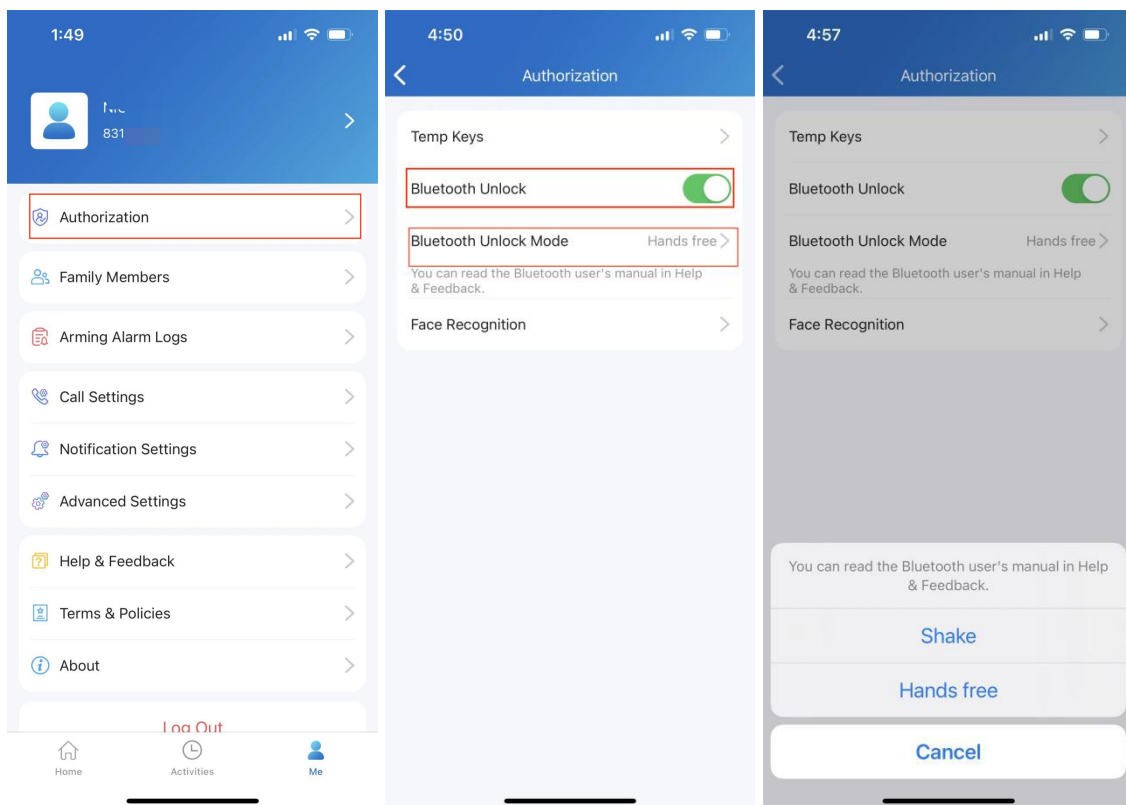 1:49
831
Authorization
Family Members
Arming Alarm Logs
Call Settings
Notification Settings
Advanced Settings
Help & Feedback
Terms & Policies
About
Log Out
Home
Activities
Me
4:50
Authorization
Temp Keys
Bluetooth Unlock
Bluetooth Unlock Mode
Hands free
You can read the Bluetooth user's manual in Help
& Feedback.
Face Recognition
4:57
Authorization
Temp Keys
Bluetooth Unlock
Bluetooth Unlock Mode
Hands free
You can read the Bluetooth user's manual in Help
& Feedback.
Face Recognition
You can read the Bluetooth user's manual in Help
& Feedback.
Shake
Hands free
Cancel